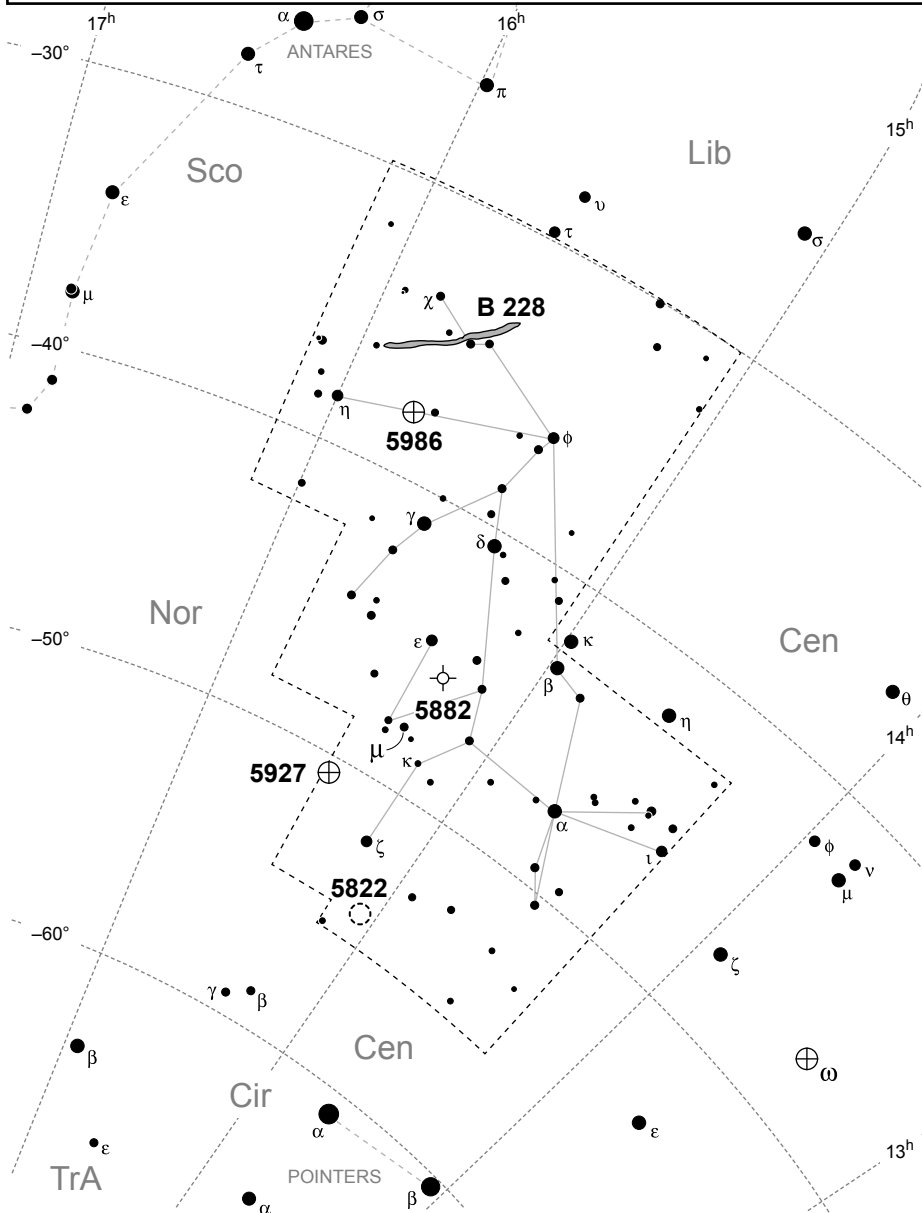 17h
α
σ
16h
–30°
ANTARES
τ
π
15h
Sco
Lib
ε
υ
τ
σ
μ
χ
B 228
–40°
η
5986
ϕ
γ
δ
Nor
–50°
ε
κ
Cen
β
θ
5882
η
14h
μ
κ
5927
α
ζ
ι
ϕ
ν
μ
5822
–60°
ζ
γ
β
Cen
β
ω
Cir
α
ε
ε
13h
TrA
POINTERS
β
α